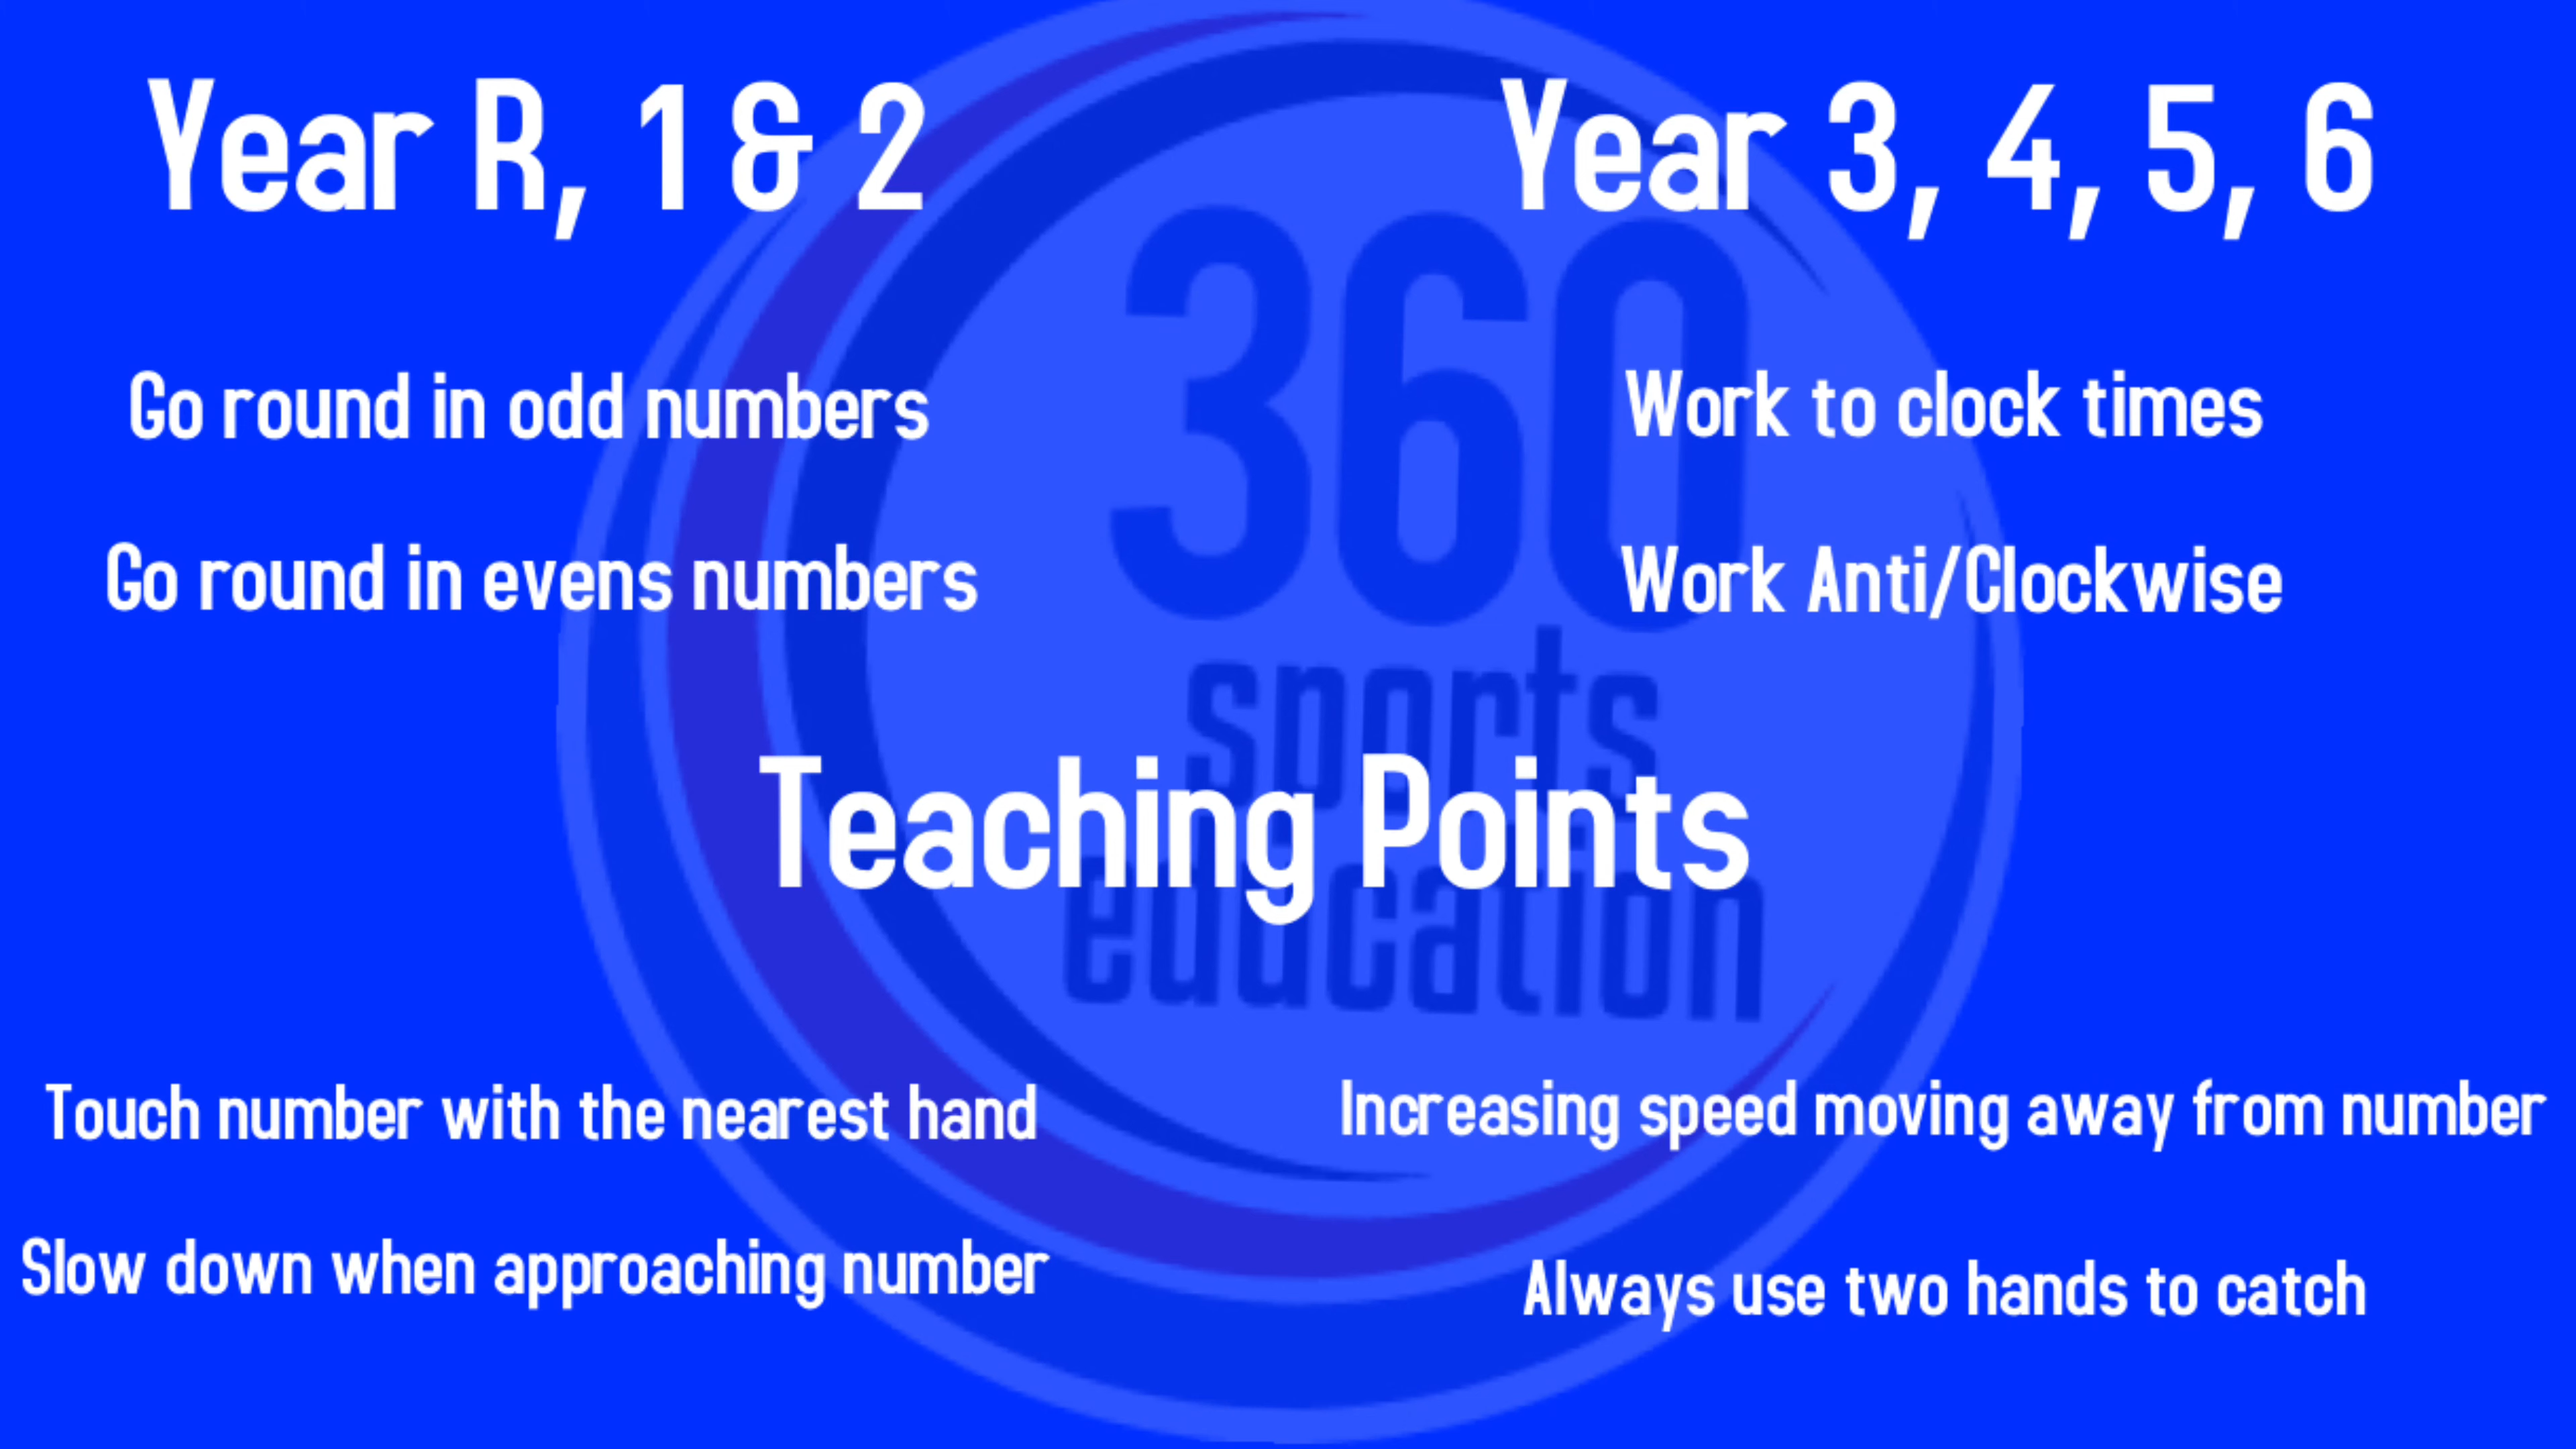 Year R, 1 & 2
Year 3, 4, 5, 6
Go round in odd numbers
Work to clock times
Go round in evens numbers
Work Anti/Clockwise
360
sports
education
Teaching Points
Touch number with the nearest hand
Increasing speed moving away from number
Slow down when approaching number
Always use two hands to catch